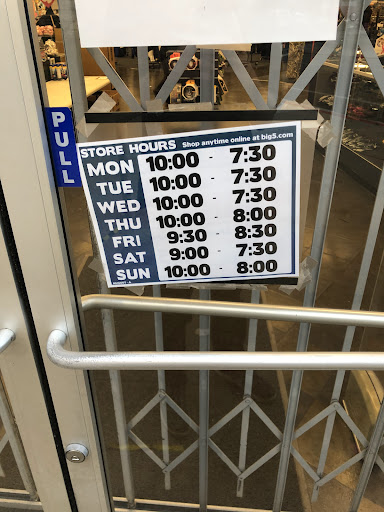 PULL
STORE HOURS Shop anytime online at big5.com
MON 10:00 - 7:30
TUE 10:00 - 7:30
WED 10:00 - 7:30
THU 10:00 - 8:00
FRI 9:30 - 8:30
SAT 9:00 - 7:30
SUN 10:00 - 8:00